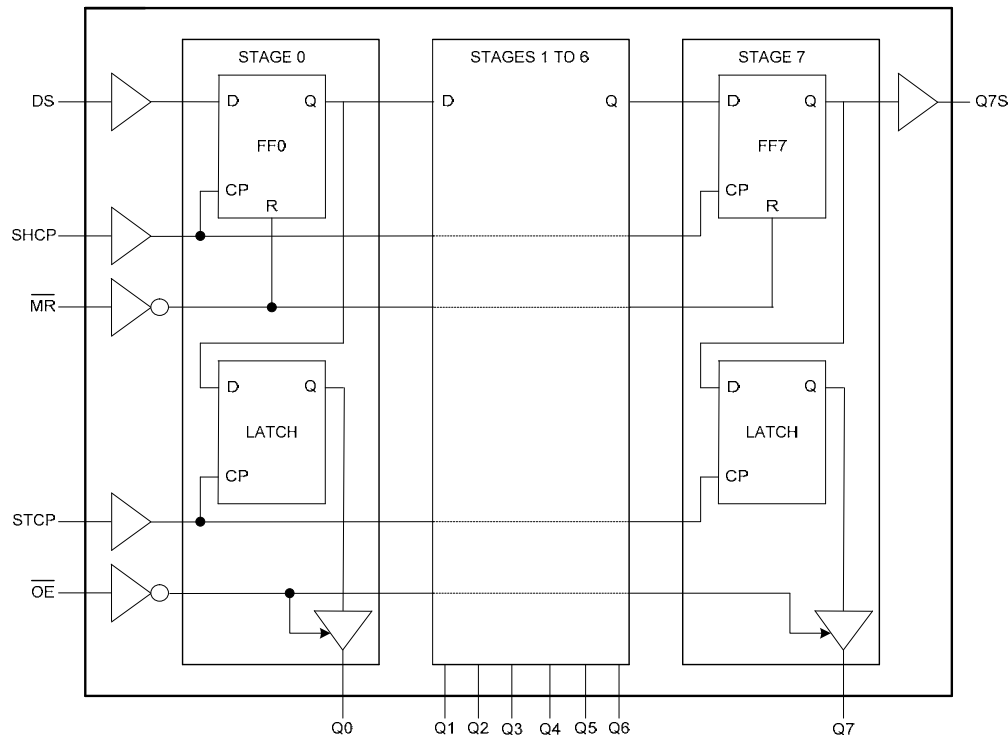 STAGE 0
STAGES 1 TO 6
STAGE 7
DS
D
Q
D
Q
D
Q
Q7S
FF0
FF7
CP
R
CP
R
SHCP
MR
D
Q
D
Q
LATCH
LATCH
CP
CP
STCP
OE
Q0
Q1
Q2
Q3
Q4
Q5
Q6
Q7